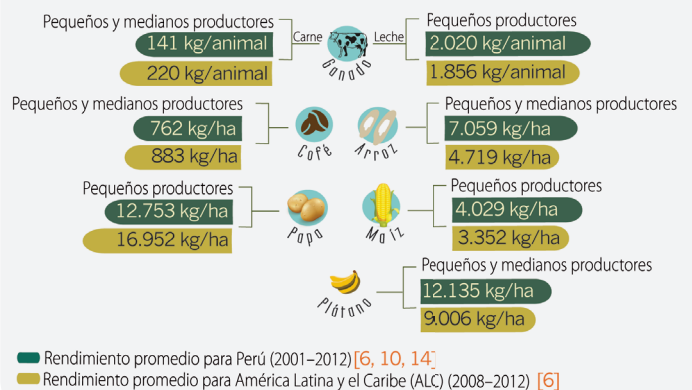 Pequeños y medianos productores
141 kg/animal
220 kg/animal
Carne
Ganado
Leche
Pequeños productores
2.020 kg/animal
1.856 kg/animal
Pequeños y medianos productores
762 kg/ha
883 kg/ha
Café
Arroz
Pequeños y medianos productores
7.059 kg/ha
4.719 kg/ha
Pequeños productores
12.753 kg/ha
16.952 kg/ha
Papa
Maíz
Pequeños productores
4.029 kg/ha
3.352 kg/ha
Plátano
Pequeños y medianos productores
12.135 kg/ha
9.006 kg/ha
Rendimiento promedio para Perú (2001–2012) [6, 10, 14]
Rendimiento promedio para América Latina y el Caribe (ALC) (2008–2012) [6]